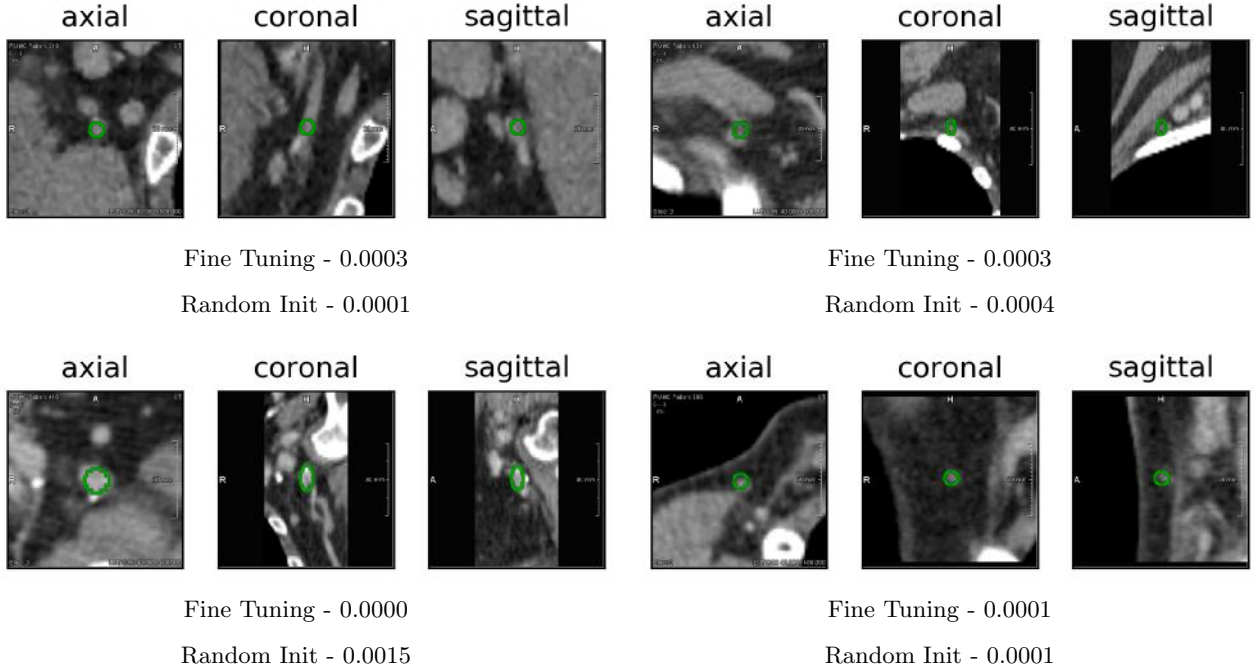 axial coronal sagittal axial coronal sagittal
A H H A H H
R R A R R A
Fine Tuning - 0.0003 Fine Tuning - 0.0003
Random Init - 0.0001 Random Init - 0.0004
axial coronal sagittal axial coronal sagittal
A H H A H H
R A R R A
Fine Tuning - 0.0000 Fine Tuning - 0.0001
Random Init - 0.0015 Random Init - 0.0001